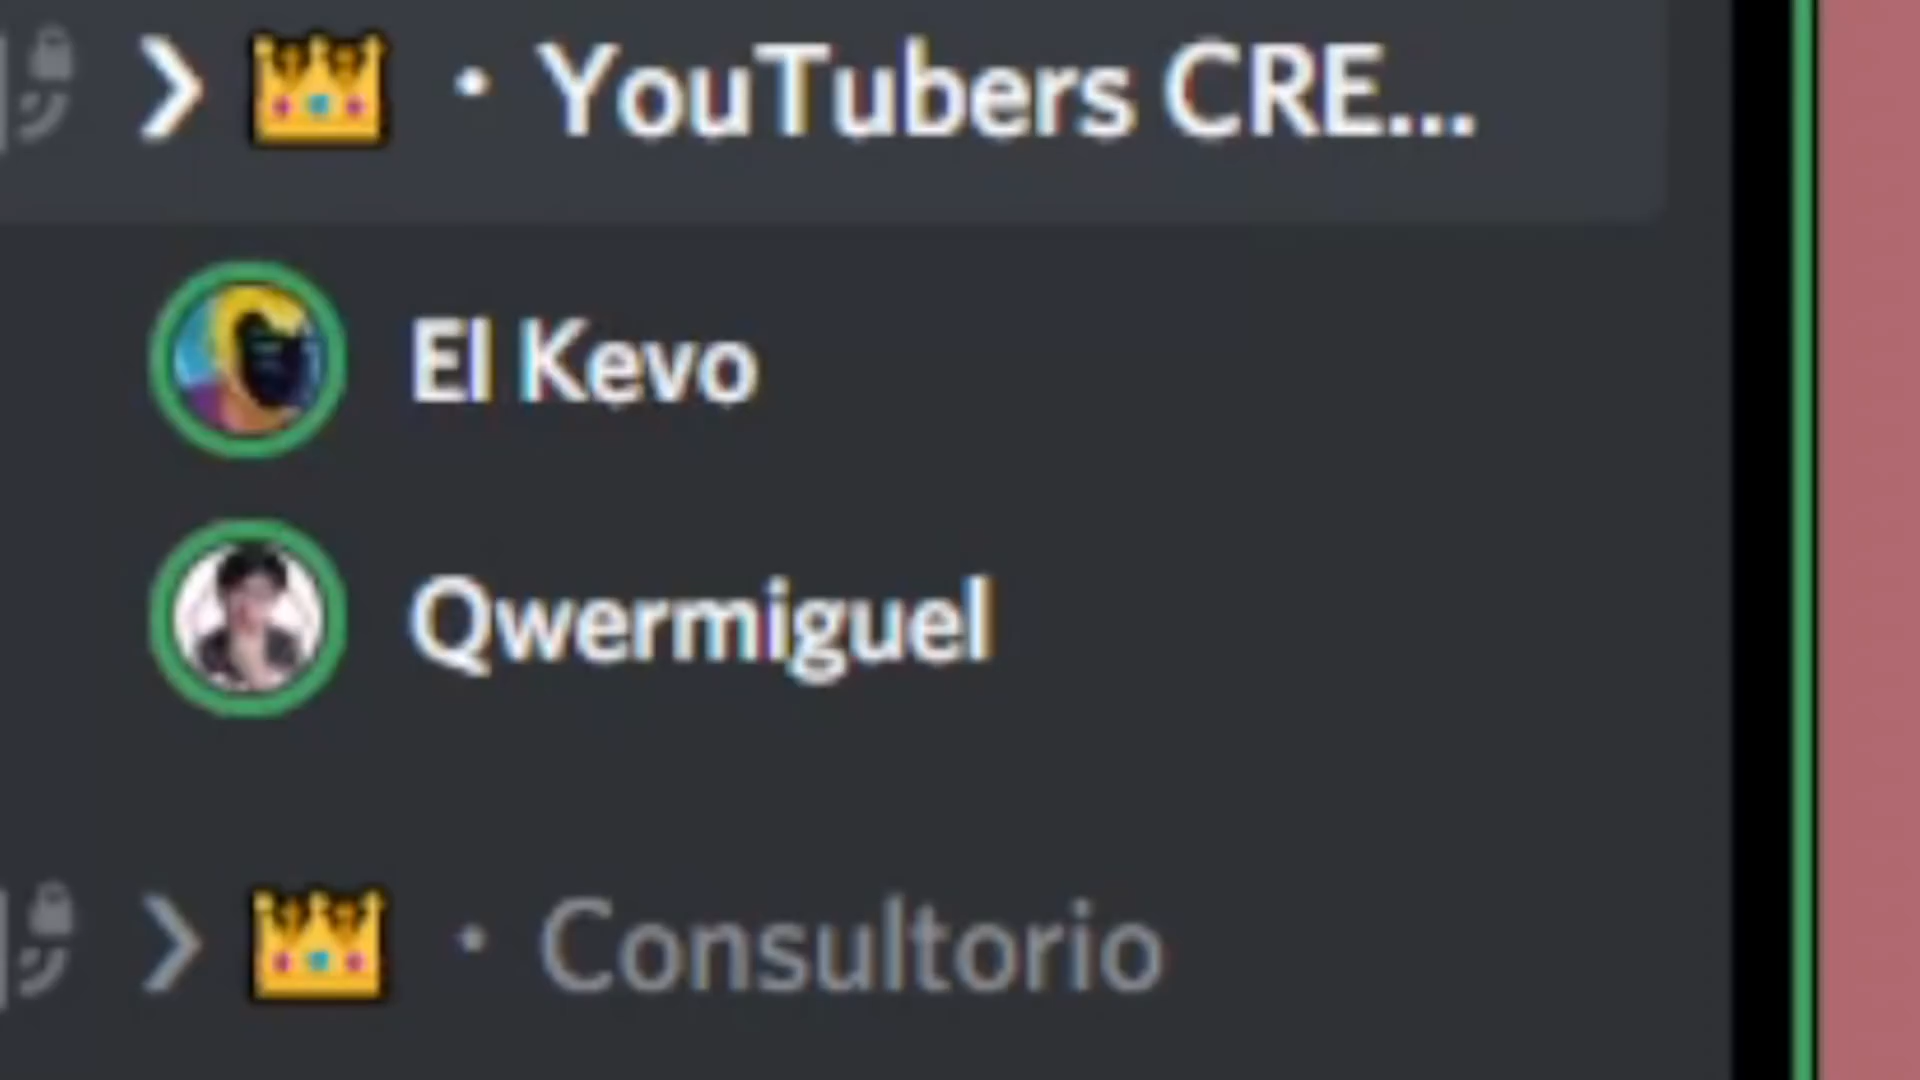 ❯ 👑 · YouTubers CRE...
El Kevo
Qwermiguel
❯ 👑 · Consultorio